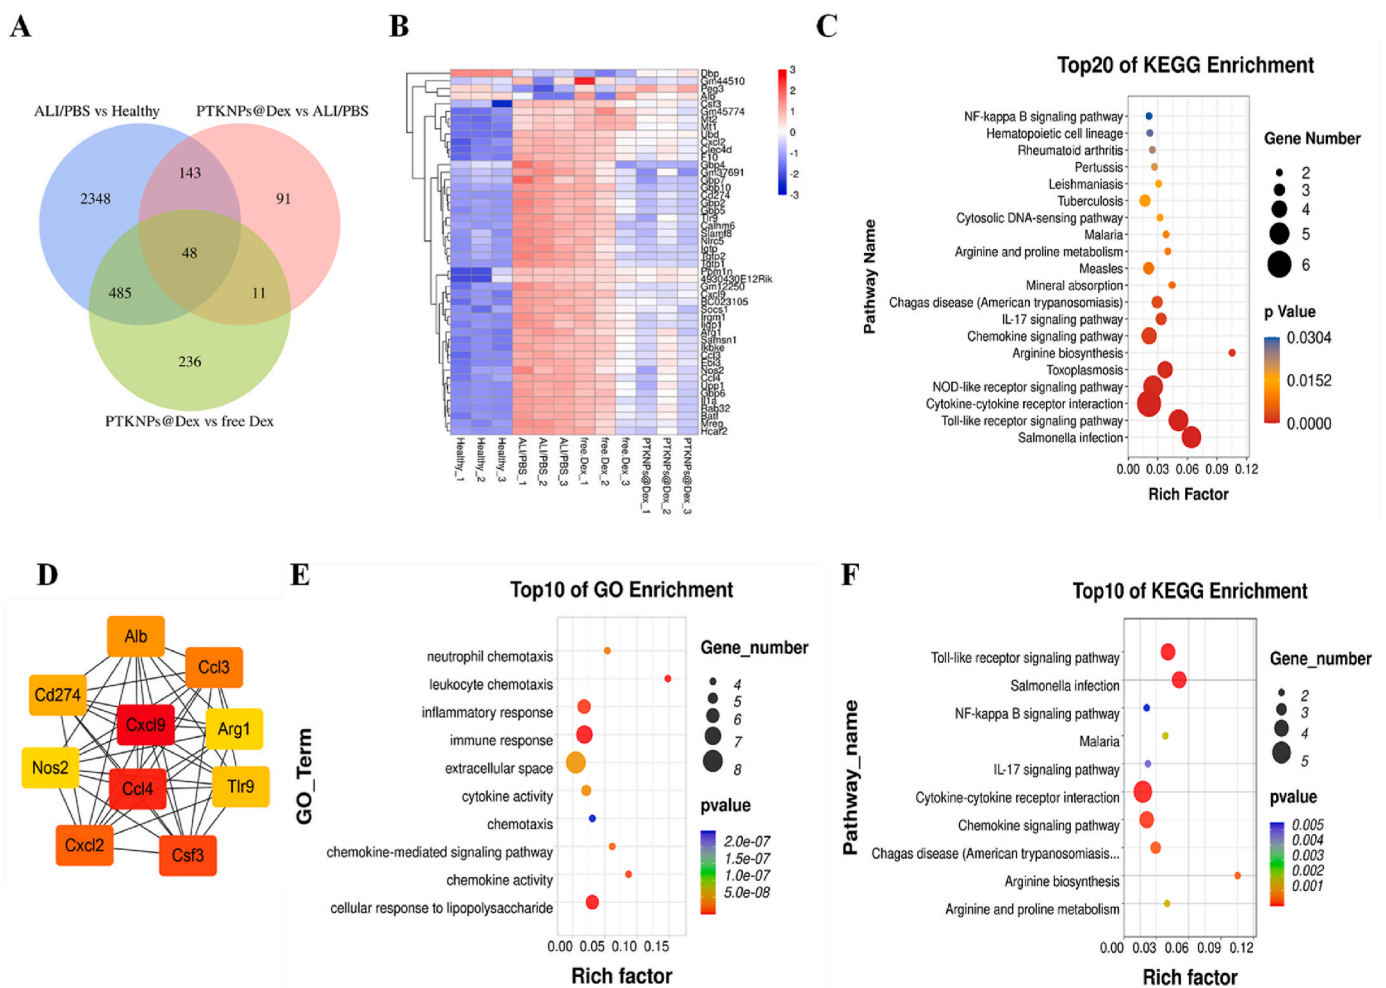 A
ALI/PBS vs Healthy
PTKNPs@Dex vs ALI/PBS
2348
143
91
48
485
11
236
PTKNPs@Dex vs free Dex
B
Dbp
Gm44510
Peg3
Alb
Csf3
Gm45774
Mt2
Mt1
Ubd
Cxcl2
Clec4d
F10
Gbp4
Gm37691
Gbp7
Gbp10
Cd274
Gbp2
Gbp5
Tlr9
Calhm6
Slamf8
Nlrc5
Igtp
Tgtp2
Tgtp1
Ppm1n
4930430E12Rik
Gm12250
Cxcl9
BC023105
Socs1
Irgm1
Iigp1
Arg1
Samsn1
Ikbke
Ccl3
Ebi3
Nos2
Ccl4
Upp1
Gbp6
Il1a
Rab32
Batf
Mreg
Hcar2
Healthy_1
Healthy_2
Healthy_3
ALI/PBS_1
ALI/PBS_2
ALI/PBS_3
free.Dex_1
free.Dex_2
free.Dex_3
PTKNPs@Dex_1
PTKNPs@Dex_2
PTKNPs@Dex_3
3
2
1
0
-1
-2
-3
C
Top20 of KEGG Enrichment
Pathway Name
NF-kappa B signaling pathway
Hematopoietic cell lineage
Rheumatoid arthritis
Pertussis
Leishmaniasis
Tuberculosis
Cytosolic DNA-sensing pathway
Malaria
Arginine and proline metabolism
Measles
Mineral absorption
Chagas disease (American trypanosomiasis)
IL-17 signaling pathway
Chemokine signaling pathway
Arginine biosynthesis
Toxoplasmosis
NOD-like receptor signaling pathway
Cytokine-cytokine receptor interaction
Toll-like receptor signaling pathway
Salmonella infection
0.00 0.03 0.06 0.09 0.12
Rich Factor
Gene Number
2
3
4
5
6
p Value
0.0304
0.0152
0.0000
D
Alb
Ccl3
Cd274
Cxcl9
Arg1
Nos2
Ccl4
Tlr9
Cxcl2
Csf3
E
Top10 of GO Enrichment
GO_Term
neutrophil chemotaxis
leukocyte chemotaxis
inflammatory response
immune response
extracellular space
cytokine activity
chemotaxis
chemokine-mediated signaling pathway
chemokine activity
cellular response to lipopolysaccharide
0.00 0.05 0.10 0.15
Rich factor
Gene_number
4
5
6
7
8
pvalue
2.0e-07
1.5e-07
1.0e-07
5.0e-08
F
Top10 of KEGG Enrichment
Pathway_name
Toll-like receptor signaling pathway
Salmonella infection
NF-kappa B signaling pathway
Malaria
IL-17 signaling pathway
Cytokine-cytokine receptor interaction
Chemokine signaling pathway
Chagas disease (American trypanosomiasis...
Arginine biosynthesis
Arginine and proline metabolism
0.00 0.03 0.06 0.09 0.12
Rich factor
Gene_number
2
3
4
5
pvalue
0.005
0.004
0.003
0.002
0.001